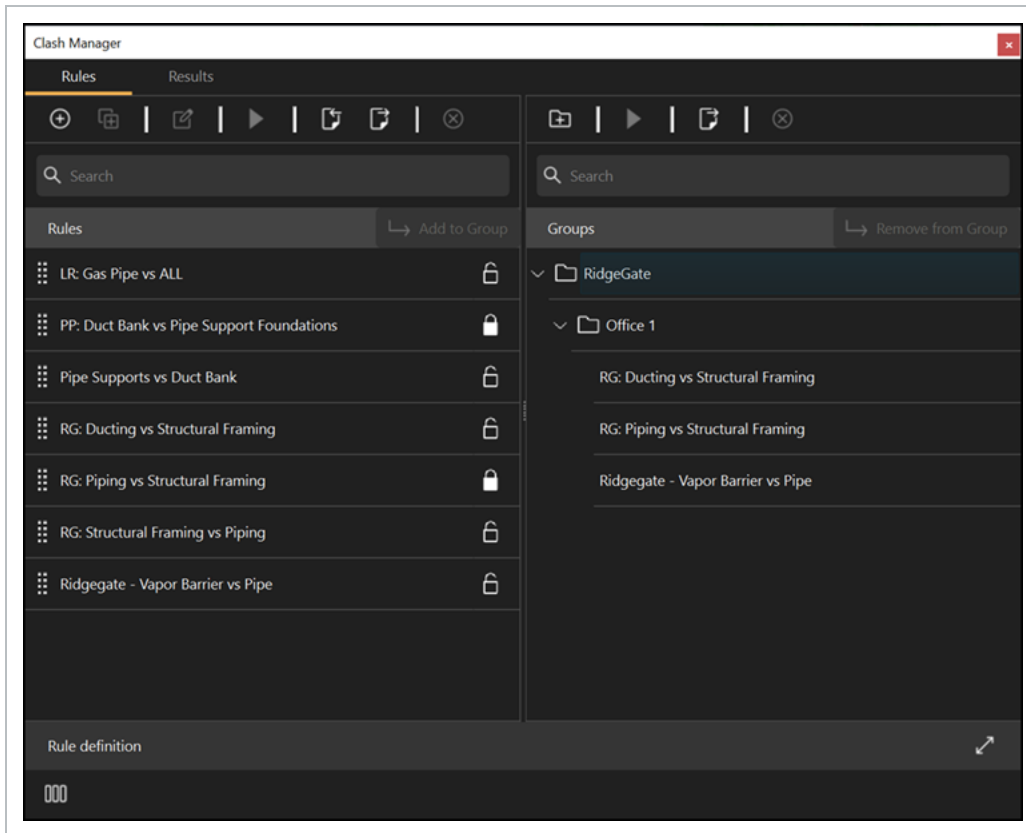 Clash Manager
Rules Results
Search
Search
Rules Add to Group
Groups Remove from Group
LR: Gas Pipe vs ALL
PP: Duct Bank vs Pipe Support Foundations
Pipe Supports vs Duct Bank
RG: Ducting vs Structural Framing
RG: Piping vs Structural Framing
RG: Structural Framing vs Piping
Ridgegate - Vapor Barrier vs Pipe
RidgeGate
Office 1
RG: Ducting vs Structural Framing
RG: Piping vs Structural Framing
Ridgegate - Vapor Barrier vs Pipe
Rule definition